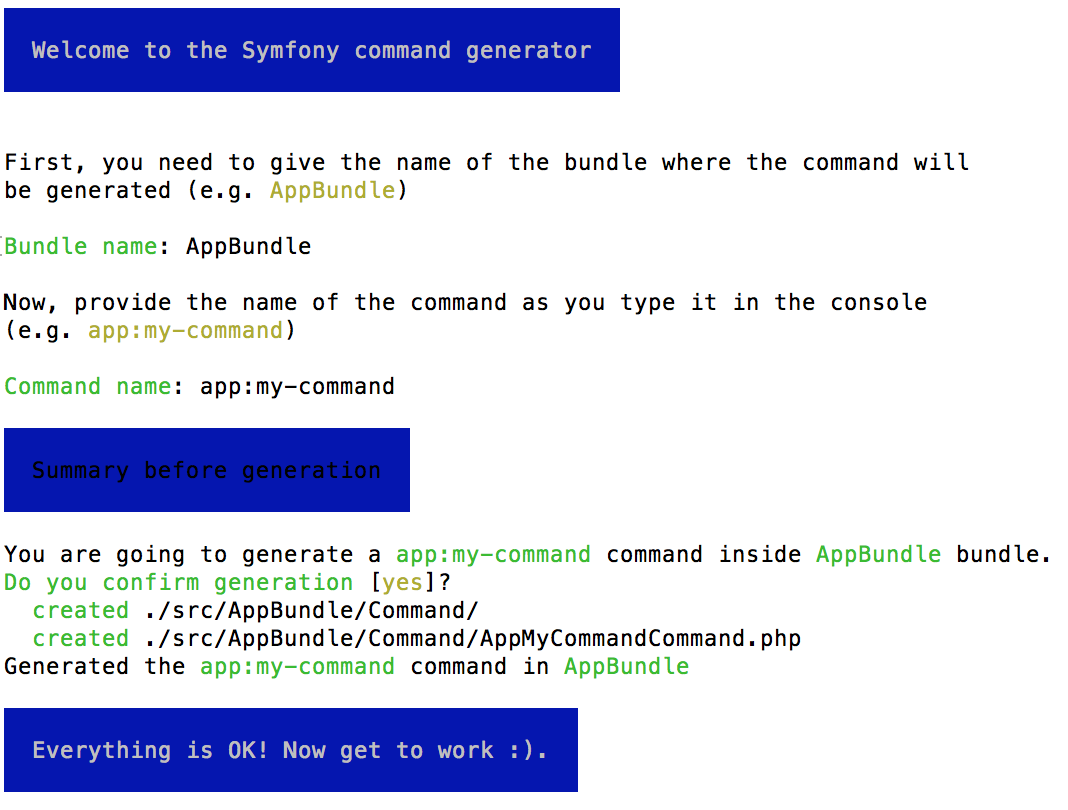 Welcome to the Symfony command generator
First, you need to give the name of the bundle where the command will
be generated (e.g. AppBundle)
Bundle name: AppBundle
Now, provide the name of the command as you type it in the console
(e.g. app:my-command)
Command name: app:my-command
Summary before generation
You are going to generate a app:my-command command inside AppBundle bundle.
Do you confirm generation [yes]?
created ./src/AppBundle/Command/
created ./src/AppBundle/Command/AppMyCommandCommand.php
Generated the app:my-command command in AppBundle
Everything is OK! Now get to work :).